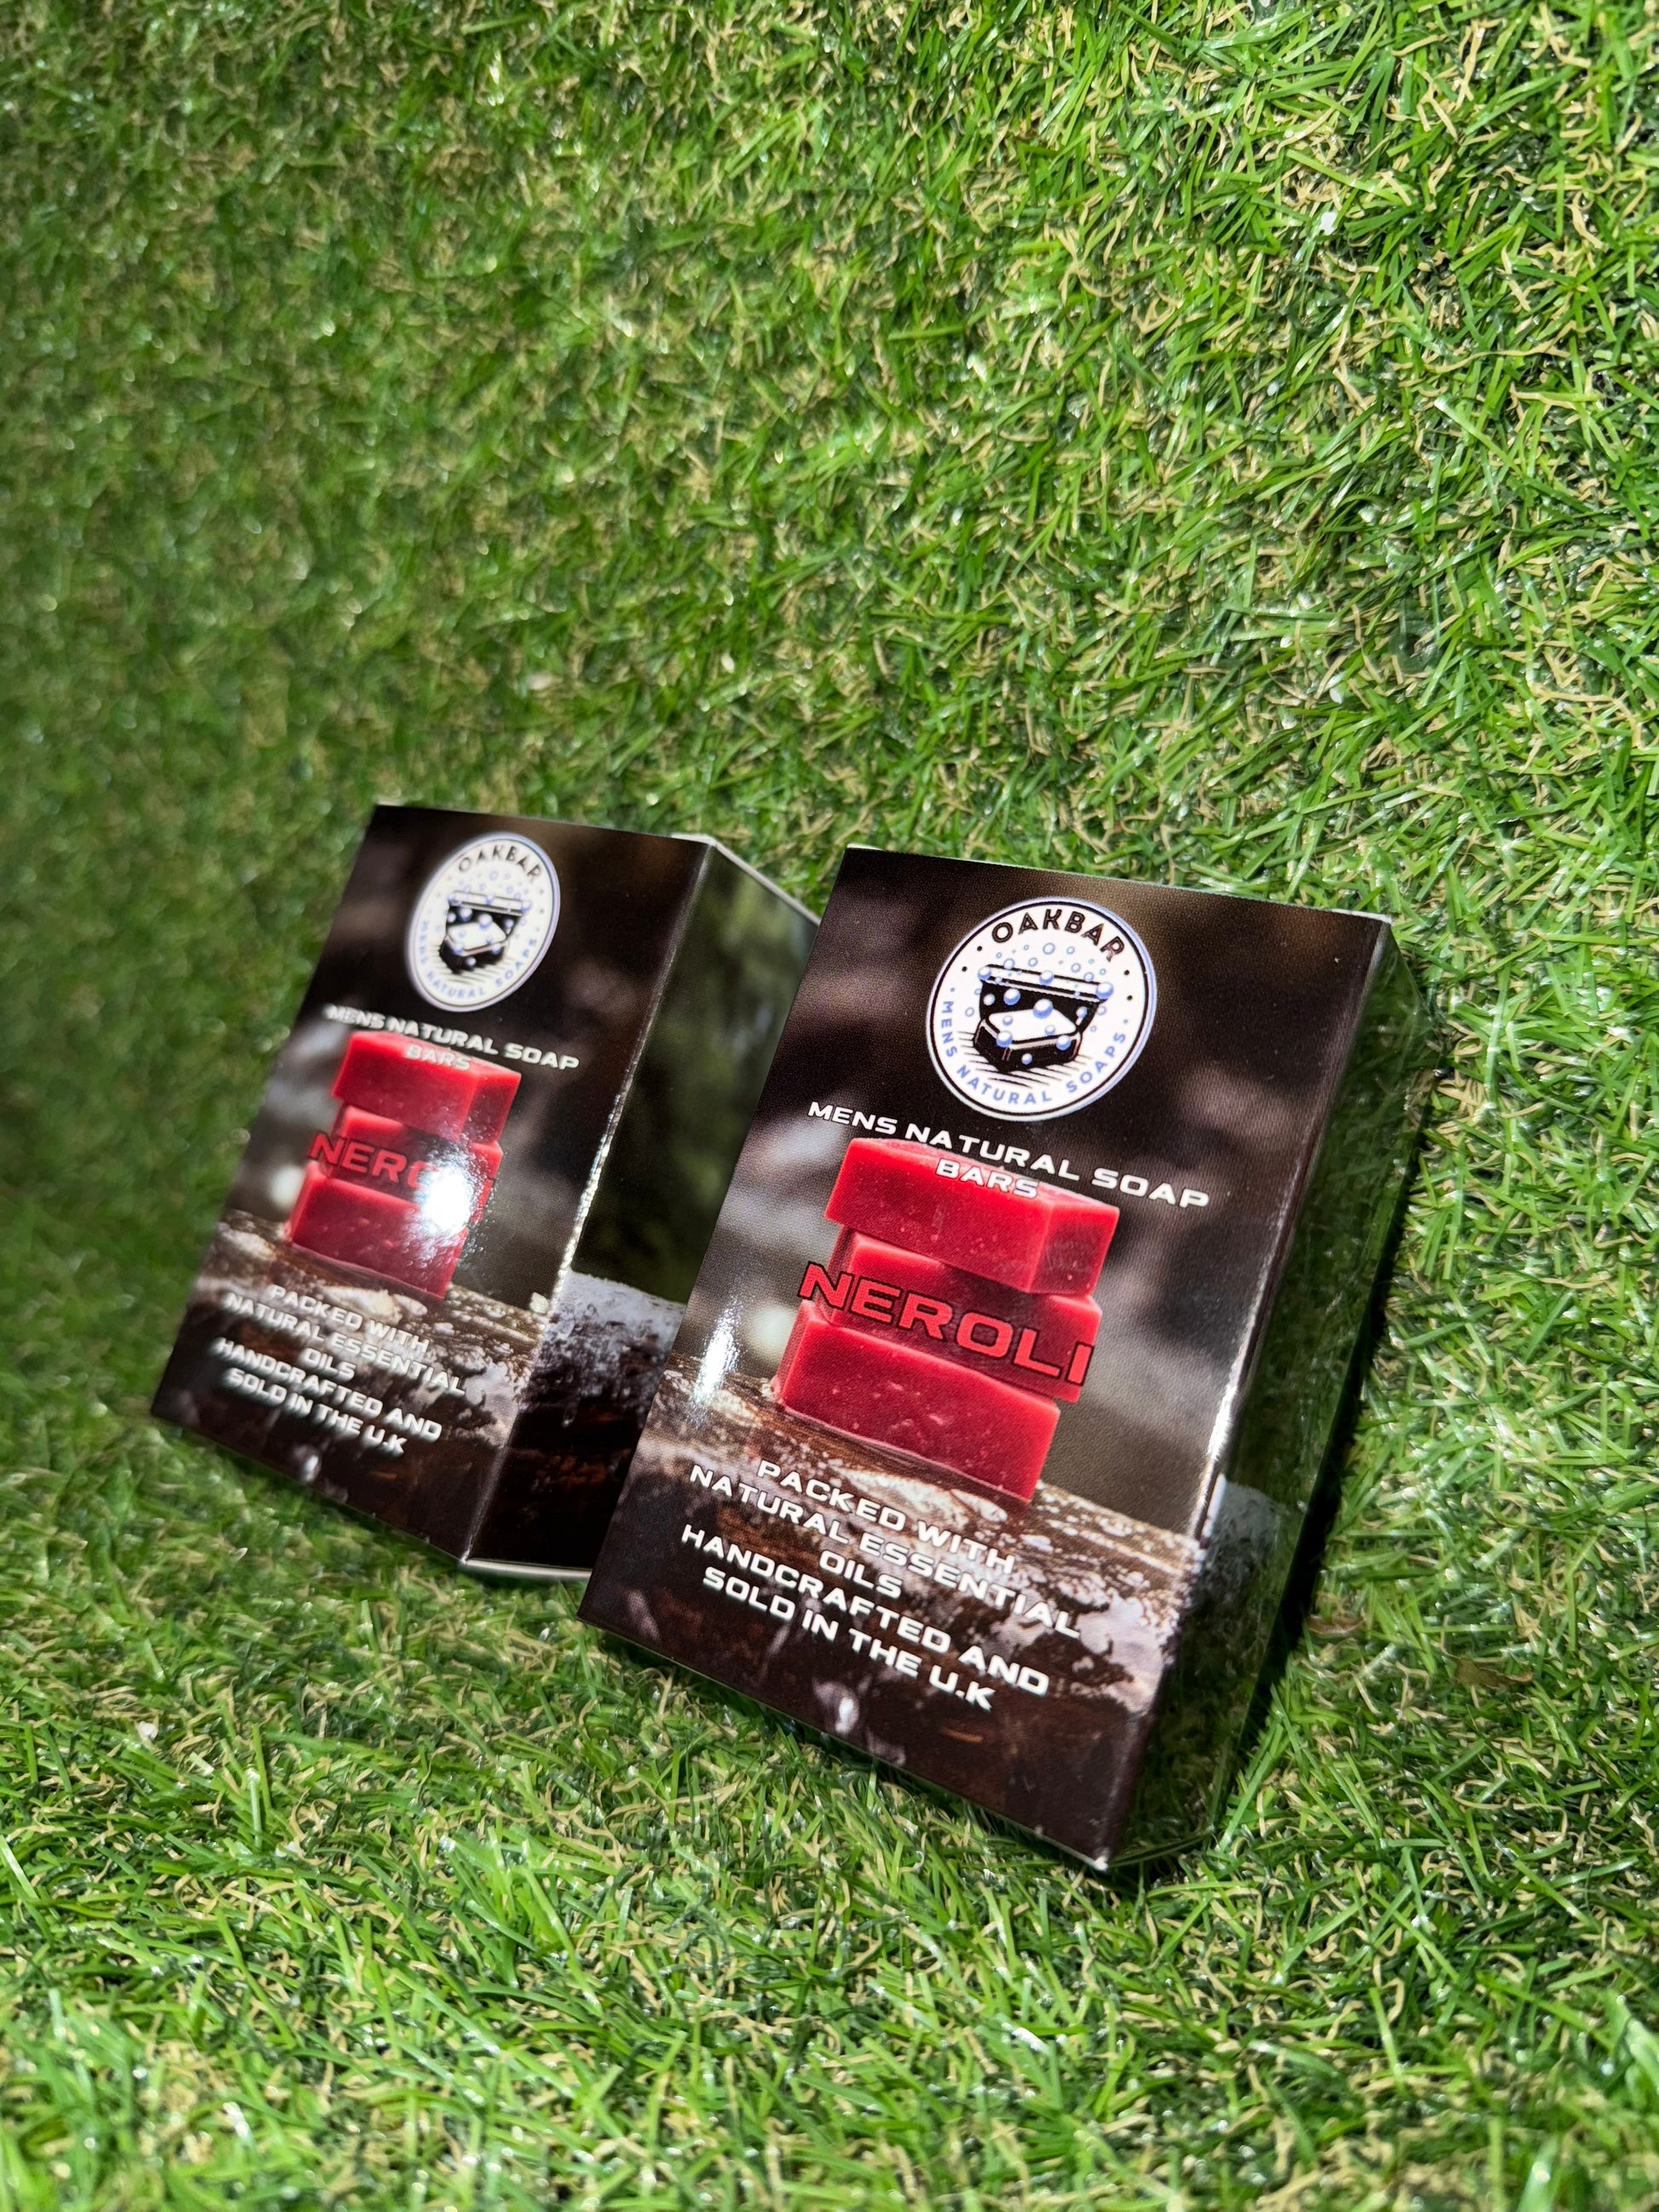 OAKBAR
MENS NATURAL SOAPS
MENS NATURAL SOAP
BARS
NEROLI
PACKED WITH
NATURAL ESSENTIAL
OILS
HANDCRAFTED AND
SOLD IN THE U.K
OAKBAR
MENS NATURAL SOAPS
MENS NATURAL SOAP
BARS
NEROLI
PACKED WITH
NATURAL ESSENTIAL
OILS
HANDCRAFTED AND
SOLD IN THE U.K